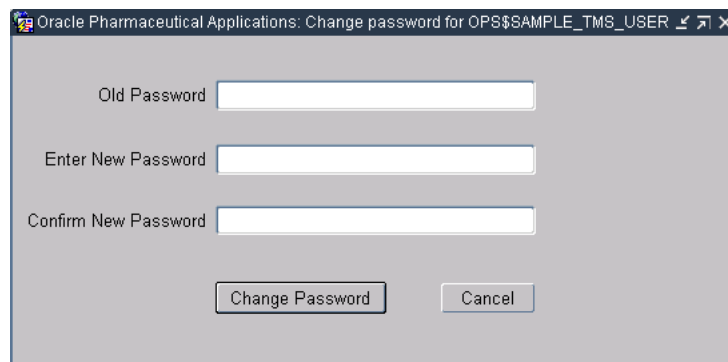 Oracle Pharmaceutical Applications: Change password for OPS$SAMPLE_TMS_USER
Old Password
Enter New Password
Confirm New Password
Change Password Cancel